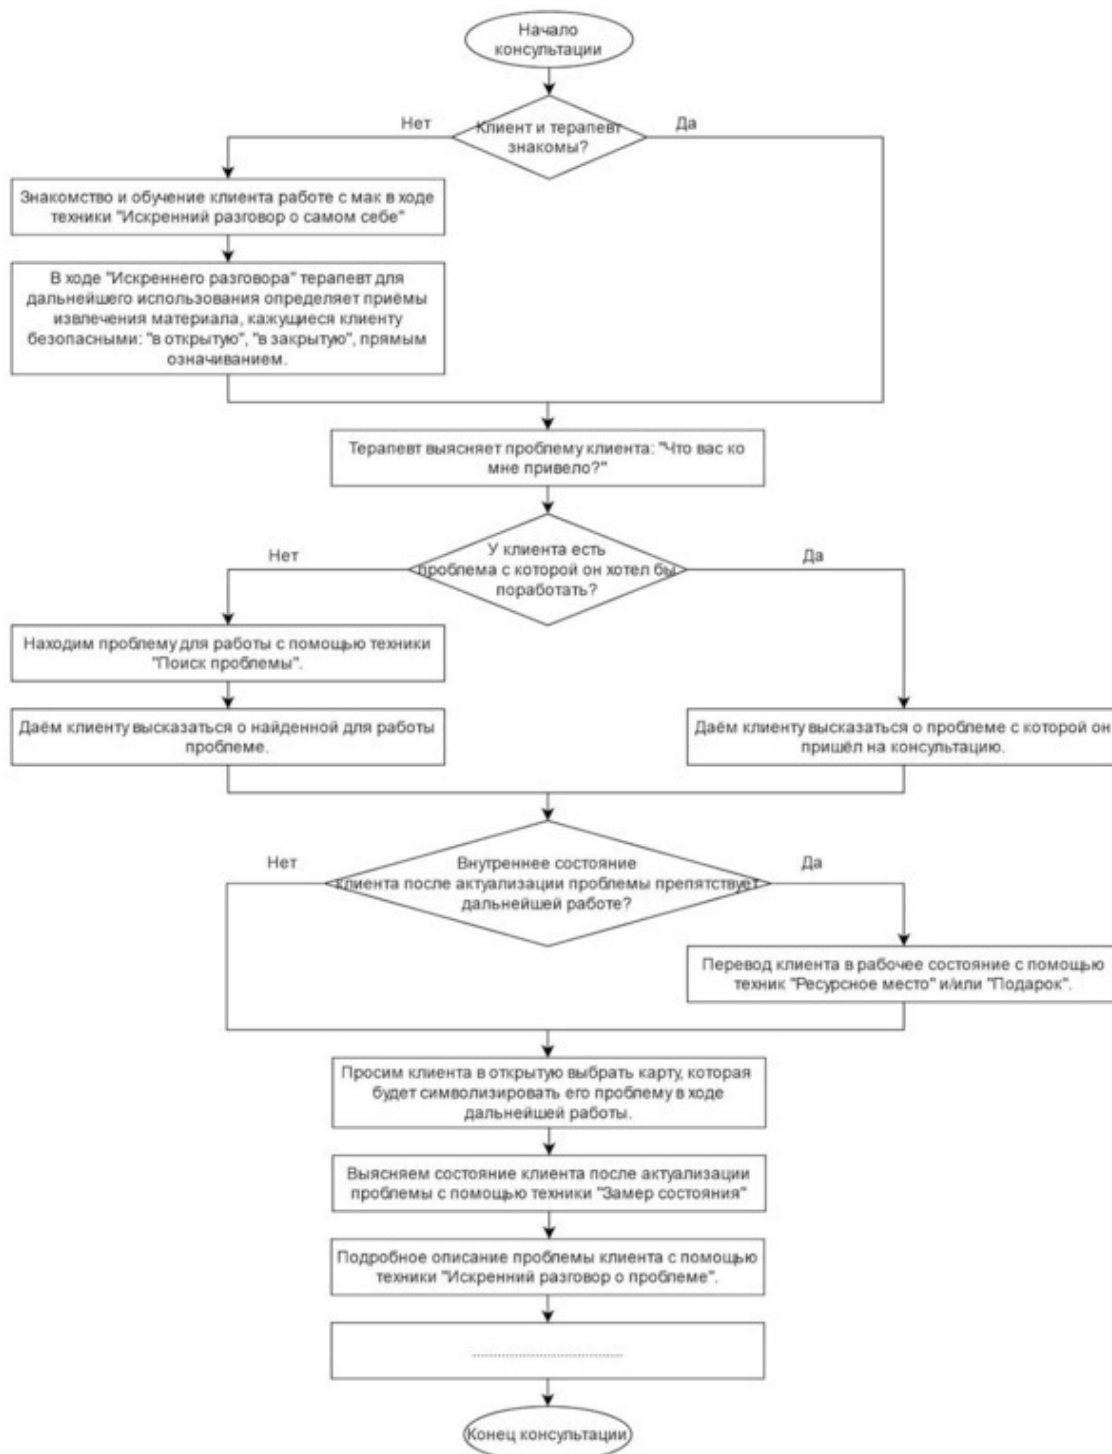 Начало
консультации
Клиент и терапевт
знакомы?
Нет
Да
Знакомство и обучение клиента работе с мак в ходе
техники "Искренний разговор о самом себе"
В ходе "Искреннего разговора" терапевт для
дальнейшего использования определяет приёмы
извлечения материала, кажущиеся клиенту
безопасными: "в открытую", "в закрытую", прямым
означиванием.
Терапевт выясняет проблему клиента: "Что вас ко
мне привело?"
У клиента есть
проблема с которой он хотел бы
поработать?
Нет
Да
Находим проблему для работы с помощью техники
"Поиск проблемы".
Даём клиенту высказаться о найденной для работы
проблеме.
Даём клиенту высказаться о проблеме с которой он
пришёл на консультацию.
Внутреннее состояние
клиента после актуализации проблемы препятствует
дальнейшей работе?
Нет
Да
Перевод клиента в рабочее состояние с помощью
техник "Ресурсное место" и/или "Подарок".
Просим клиента в открытую выбрать карту, которая
будет символизировать его проблему в ходе
дальнейшей работы.
Выясняем состояние клиента после актуализации
проблемы с помощью техники "Замер состояния"
Подробное описание проблемы клиента с помощью
техники "Искренний разговор о проблеме".
......................................
Конец консультации